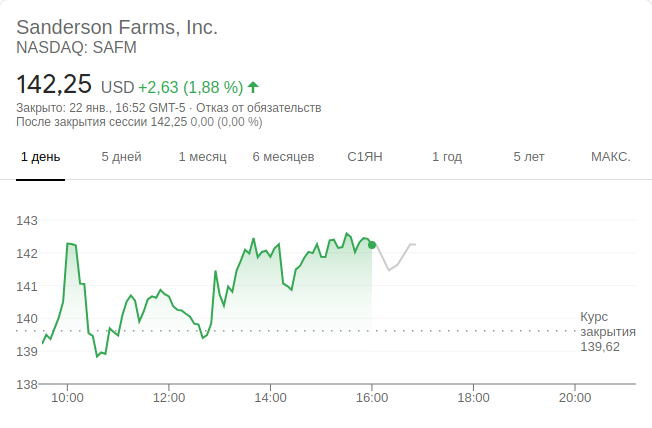 Sanderson Farms, Inc.
NASDAQ: SAFM
142,25 USD +2,63 (1,88 %)
Закрыто: 22 янв., 16:52 GMT-5 · Отказ от обязательств
После закрытия сессии 142,25 0,00 (0,00 %)
1 день 5 дней 1 месяц 6 месяцев С1ЯН 1 год 5 лет МАКС.
143
142
141
140
Курс
закрытия
139,62
139
138
10:00 12:00 14:00 16:00 18:00 20:00